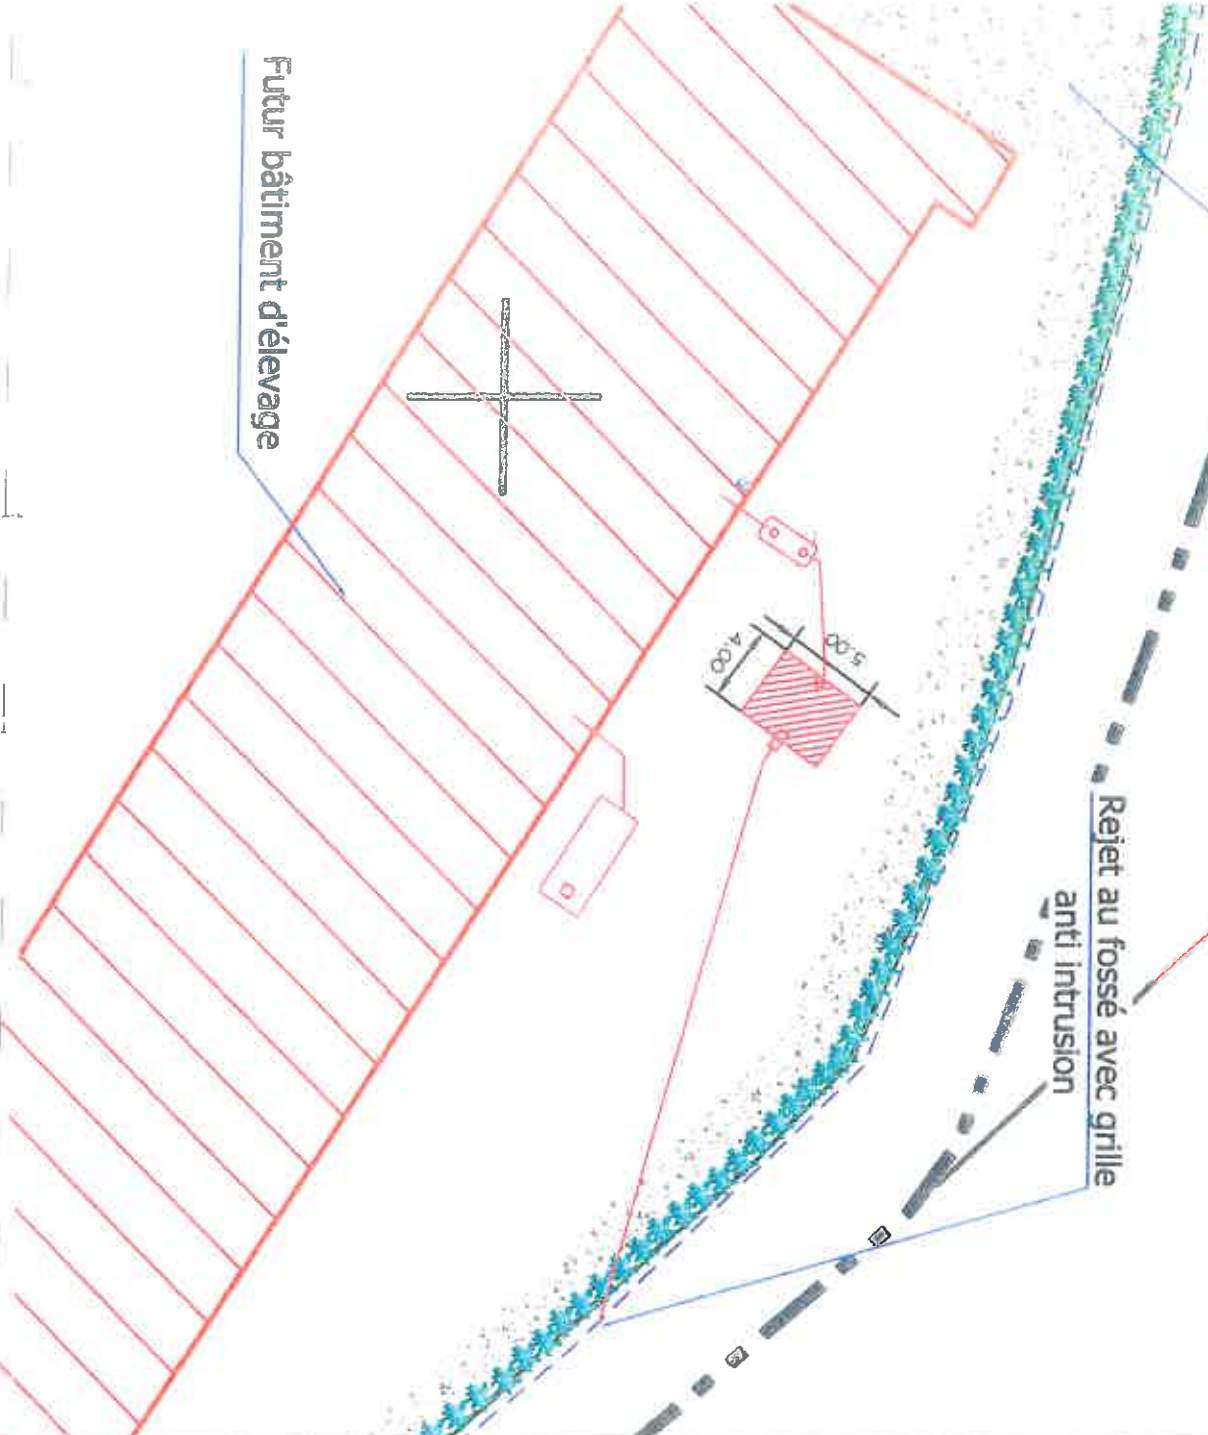 Futur bâtiment d'élevage
5.00
4.00
Rejet au fossé avec grille
anti intrusion